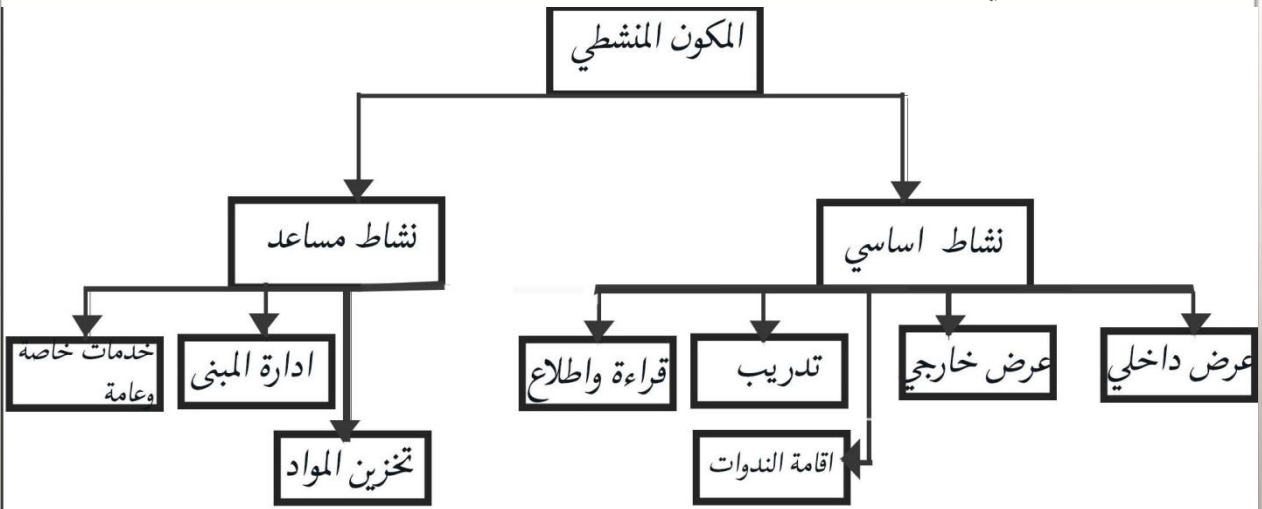 المكون المنشطي
نشاط اساسي
نشاط مساعد
عرض داخلي
عرض خارجي
تدريب
قراءة واطلاع
اقامة الندوات
ادارة المبنى
خدمات خاصة
وعامة
تخزين المواد